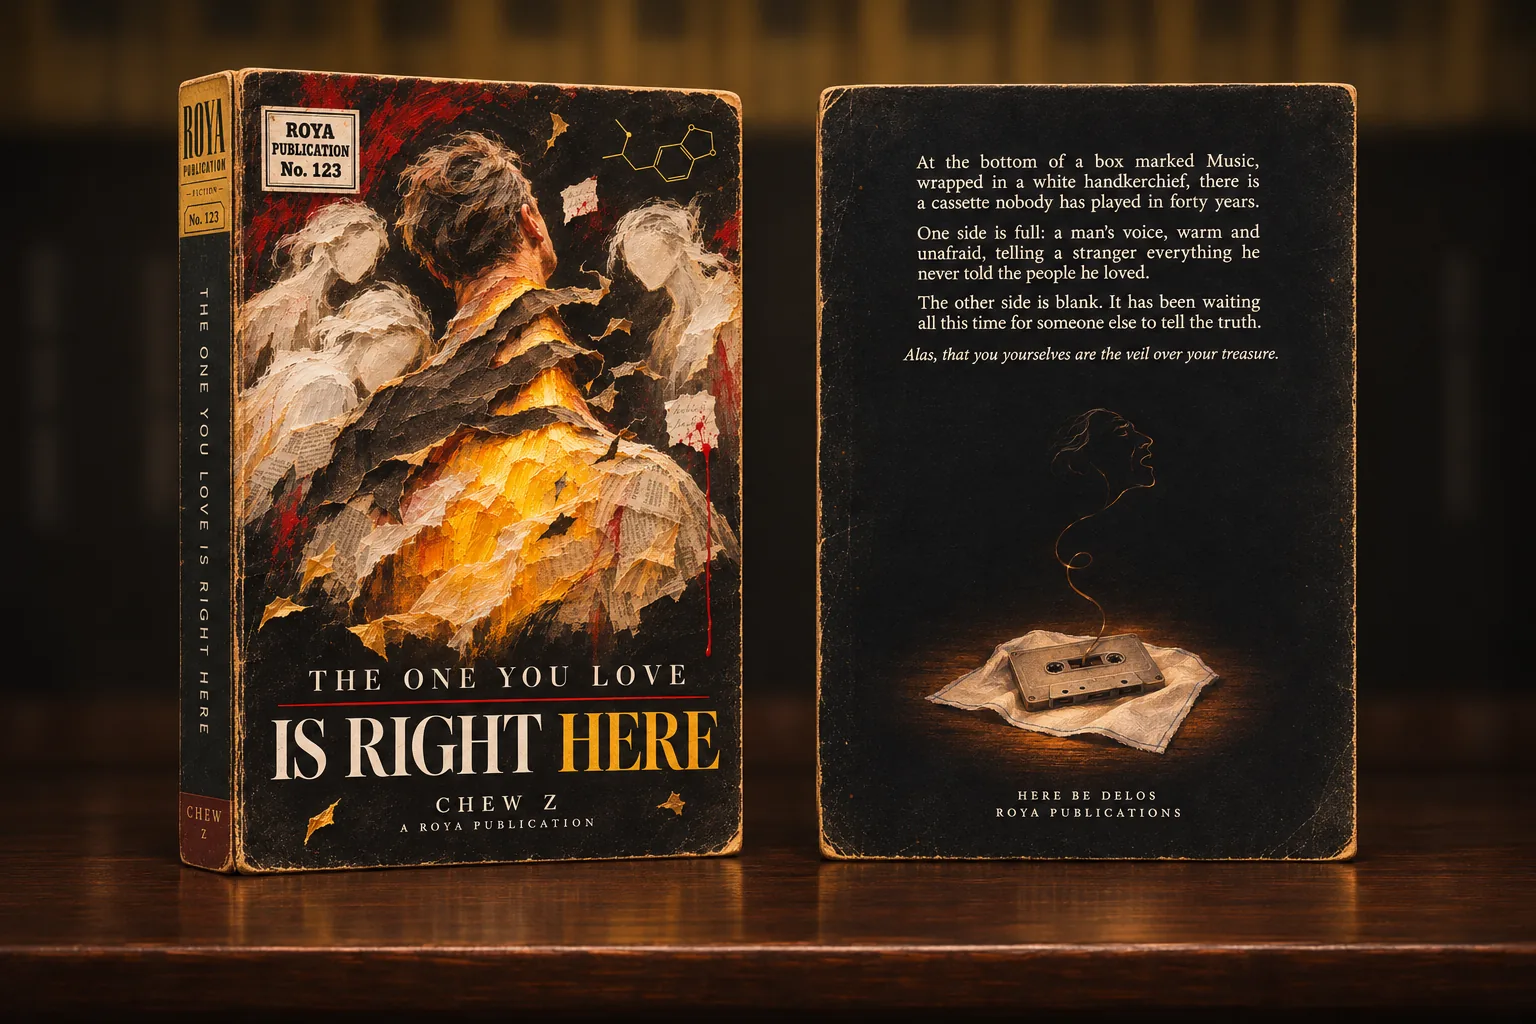 ROYA
PUBLICATION
FICTION
No. 123
THE ONE YOU LOVE IS RIGHT HERE
CHEW
Z
ROYA
PUBLICATION
No. 123
THE ONE YOU LOVE
IS RIGHT HERE
CHEW Z
A ROYA PUBLICATION
At the bottom of a box marked Music,
wrapped in a white handkerchief, there is
a cassette nobody has played in forty years.
One side is full: a man's voice, warm and
unafraid, telling a stranger everything he
never told the people he loved.
The other side is blank. It has been waiting
all this time for someone else to tell the truth.
Alas, that you yourselves are the veil over your treasure.
HERE BE DELOS
ROYA PUBLICATIONS